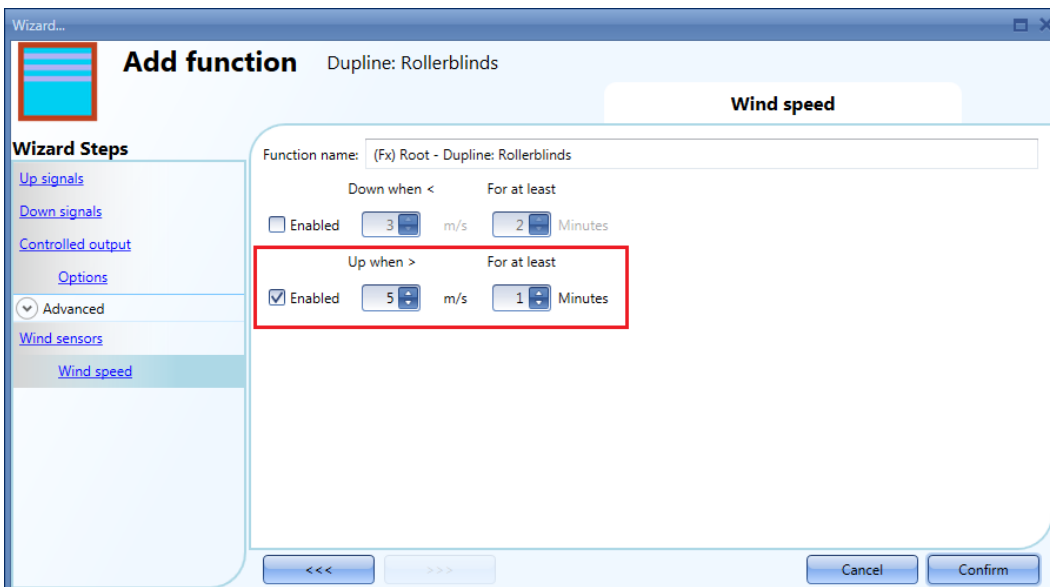 Wizard...
Add function Dupline: Rollerblinds
Wind speed
Wizard Steps
Up signals
Down signals
Controlled output
Options
Advanced
Wind sensors
Wind speed
Function name: (Fx) Root - Dupline: Rollerblinds
Down when < For at least
Enabled 3 m/s 2 Minutes
Up when > For at least
Enabled 5 m/s 1 Minutes
<<< >>> Cancel Confirm